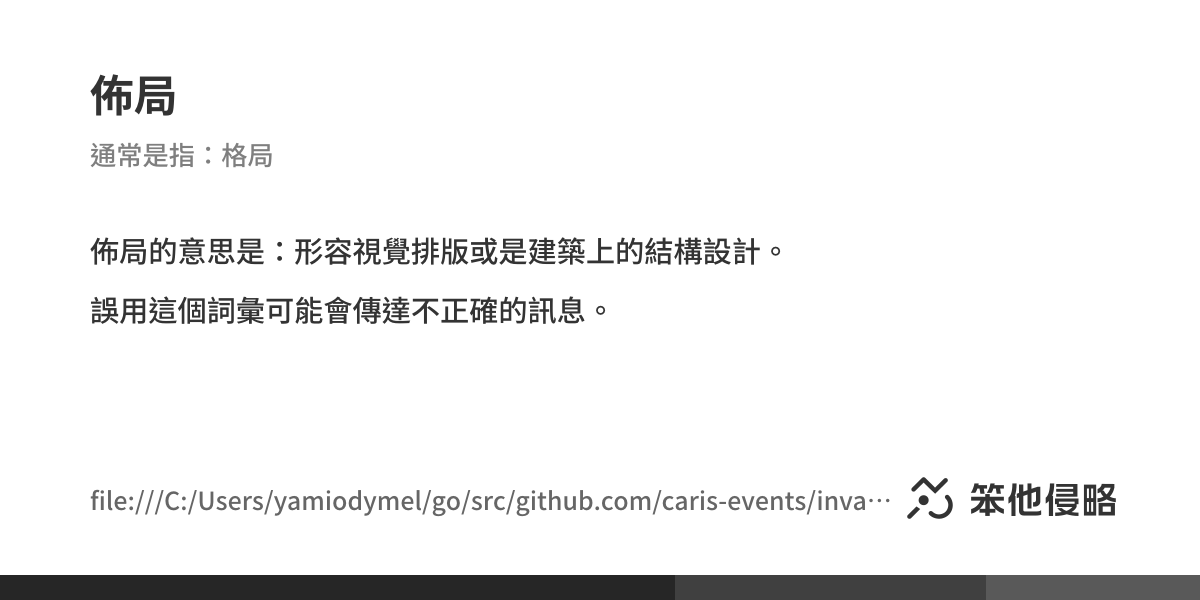 佈局
通常是指：格局
佈局的意思是：形容視覺排版或是建築上的結構設計。
誤用這個詞彙可能會傳達不正確的訊息。
file:///C:/Users/yamiodymel/go/src/github.com/caris-events/inva⋯
笨他侵略